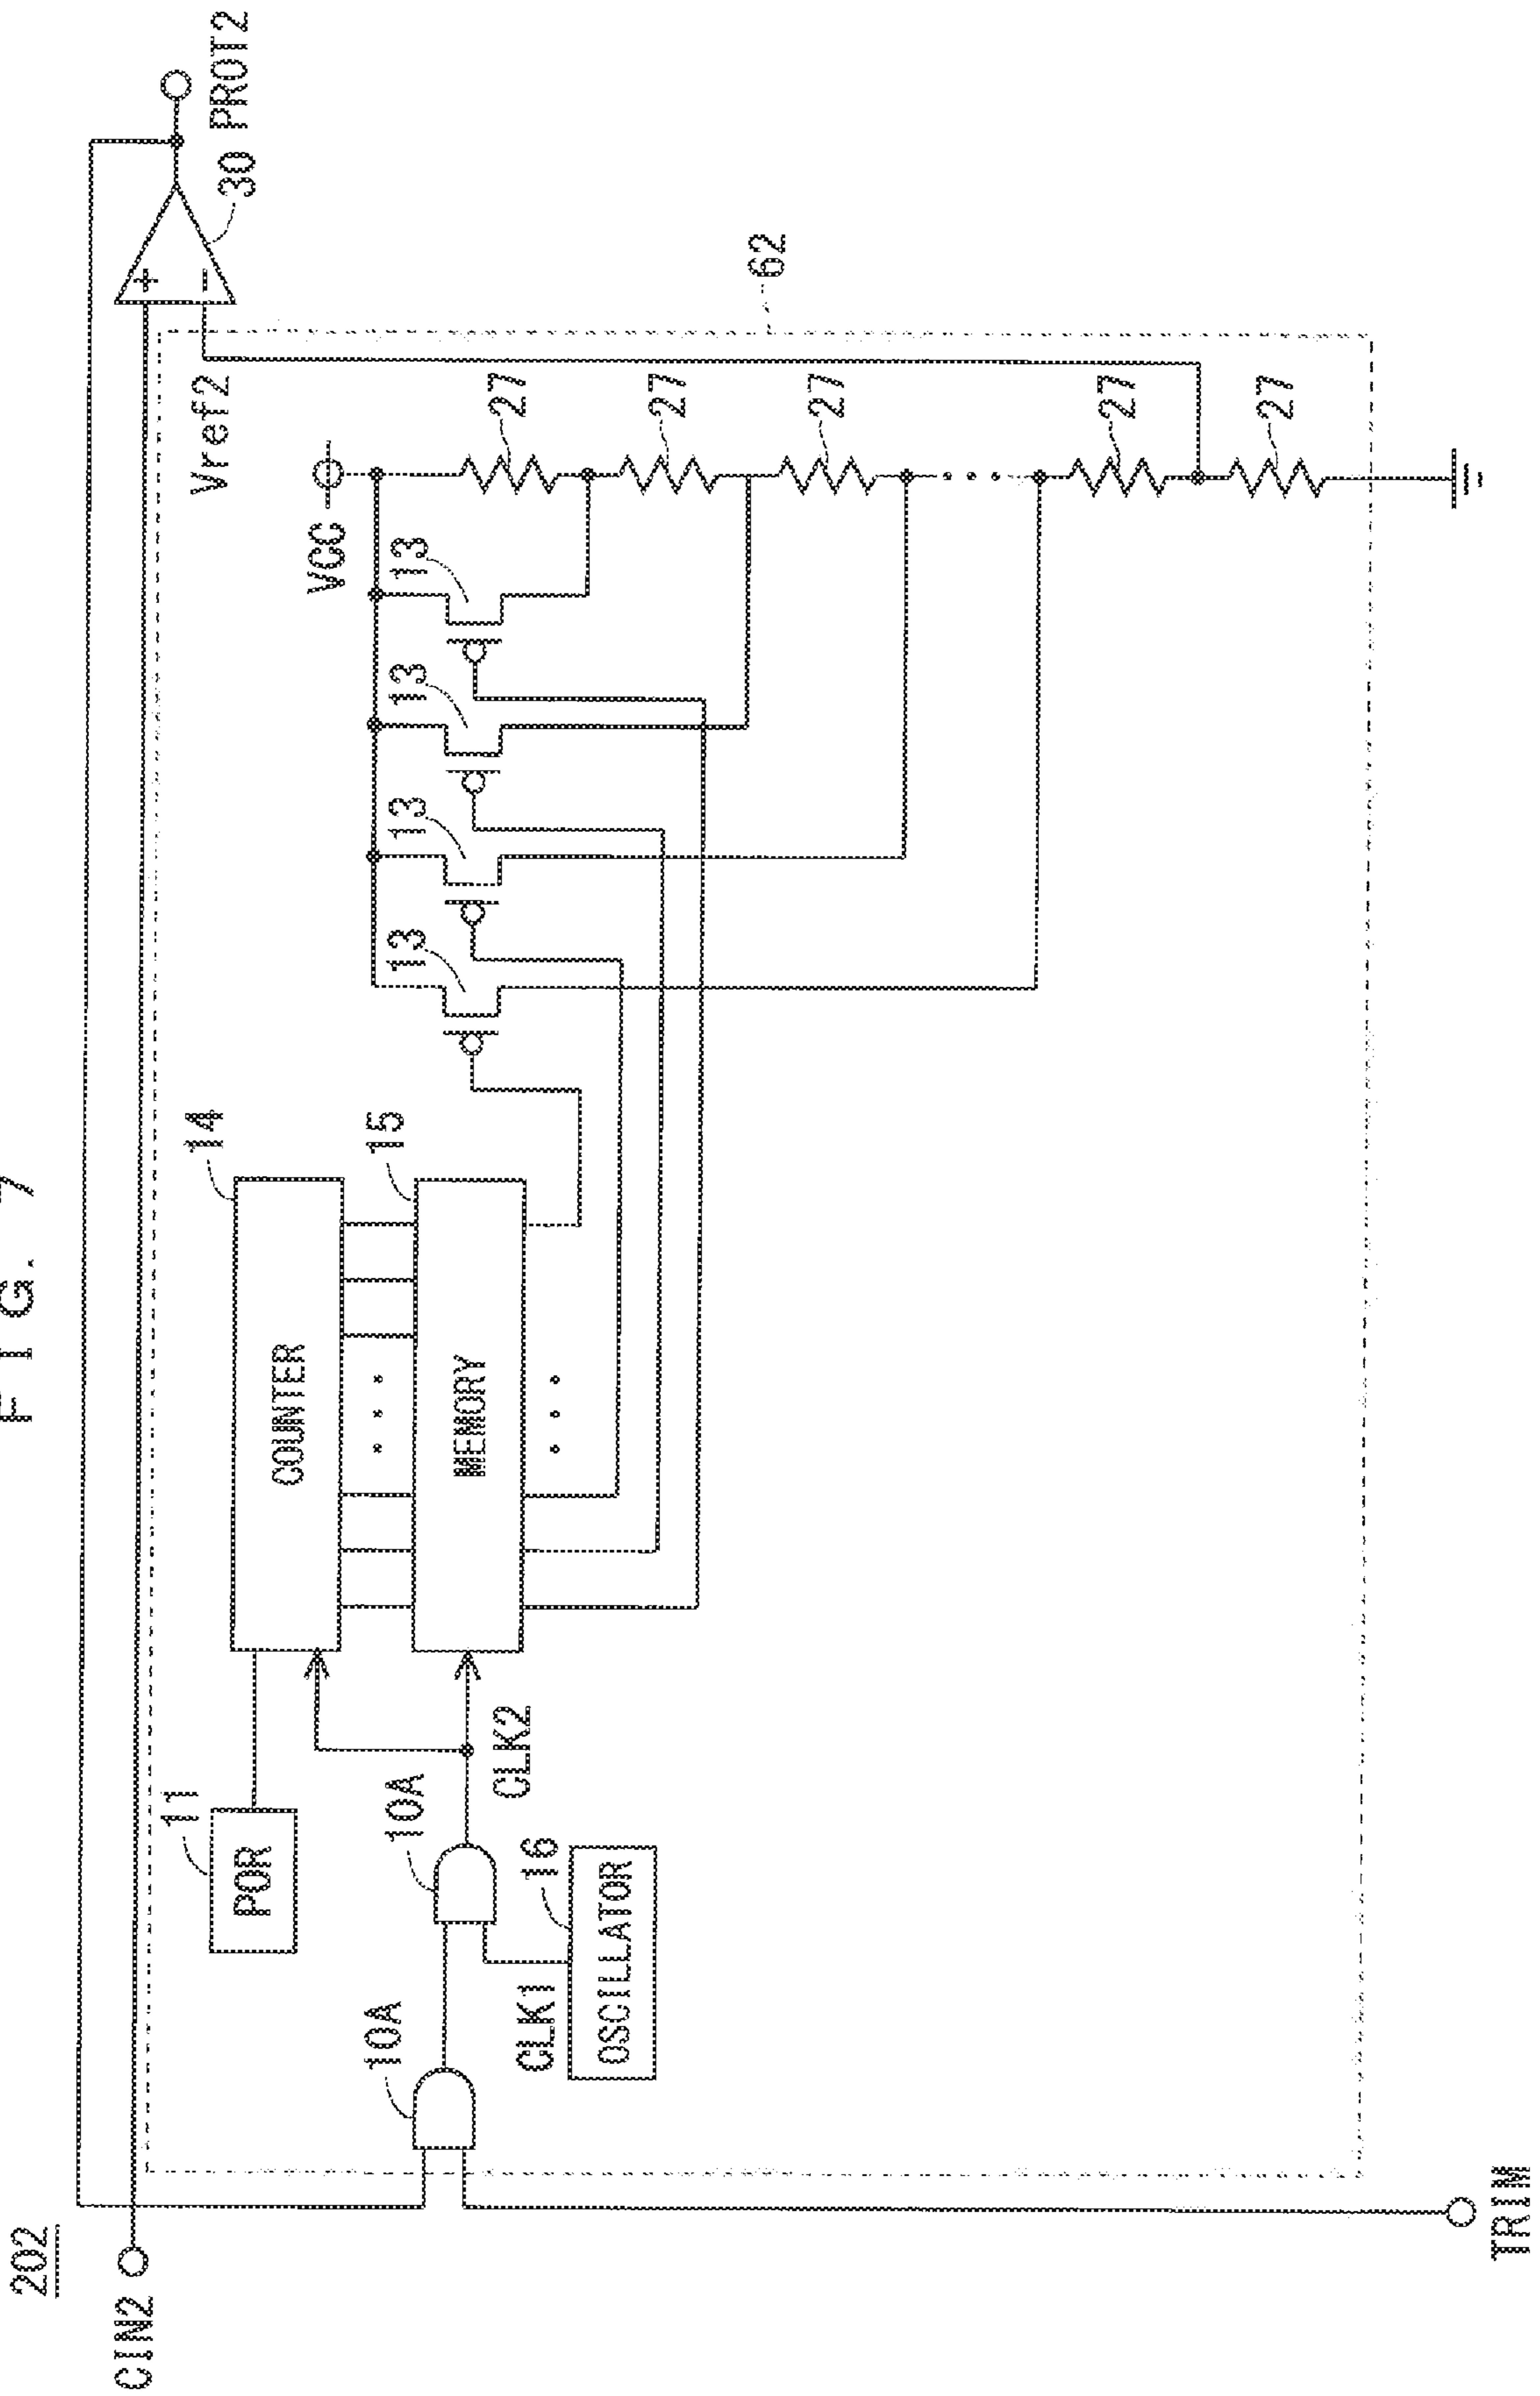 FIG. 7
202
CIN2
PROT2
30
Vref2
62
VCC
27
27
27
27
27
13
13
13
13
14
COUNTER
15
MEMORY
11
POR
10A
10A
CLK2
16
CLK1
OSCILLATOR
TRIM